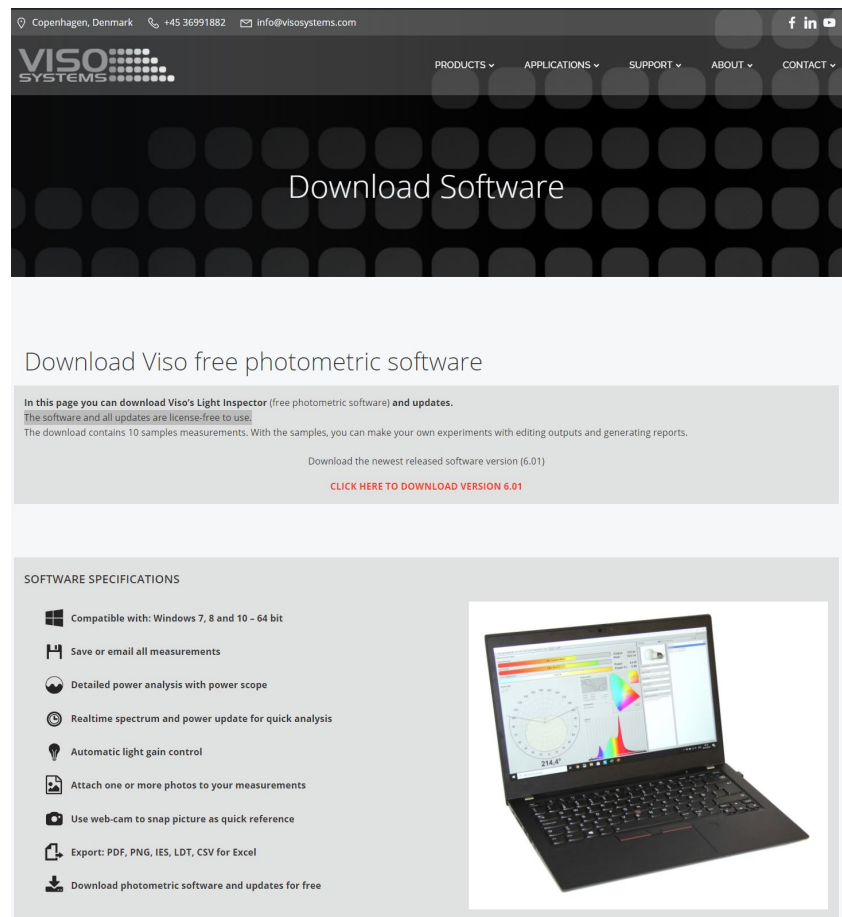 Copenhagen, Denmark +45 36991882 info@visosystems.com
VISO
SYSTEMS
PRODUCTS APPLICATIONS SUPPORT ABOUT CONTACT
Download Software
Download Viso free photometric software
In this page you can download Viso's Light Inspector (free photometric software) and updates.
The software and all updates are license-free to use.
The download contains 10 samples measurements. With the samples, you can make your own experiments with editing outputs and generating reports.
Download the newest released software version (6.01)
CLICK HERE TO DOWNLOAD VERSION 6.01
SOFTWARE SPECIFICATIONS
Compatible with: Windows 7, 8 and 10 – 64 bit
Save or email all measurements
Detailed power analysis with power scope
Realtime spectrum and power update for quick analysis
Automatic light gain control
Attach one or more photos to your measurements
Use web-cam to snap picture as quick reference
Export: PDF, PNG, IES, LDT, CSV for Excel
Download photometric software and updates for free
214,4°